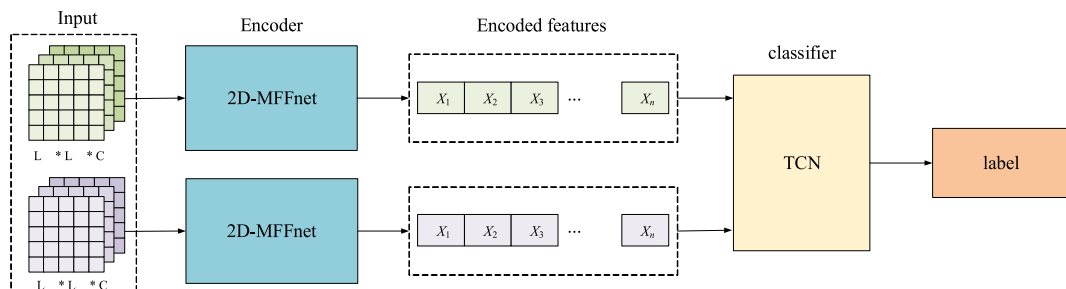 Input
Encoder
Encoded features
classifier
2D-MFFnet
X1 X2 X3 ... Xn
L *L *C
TCN
label
2D-MFFnet
X1 X2 X3 ... Xn
L *L *C